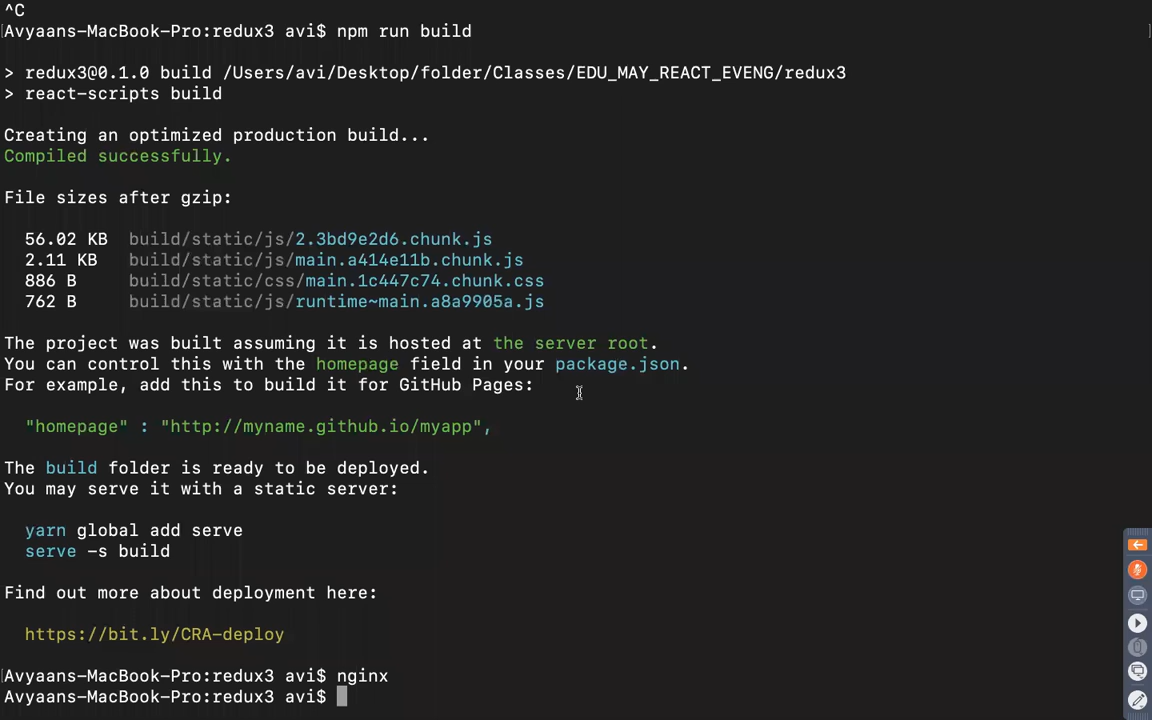 ^C
Avyaans-MacBook-Pro:redux3 avi$ npm run build
> redux3@0.1.0 build /Users/avi/Desktop/folder/Classes/EDU_MAY_REACT_EVENG/redux3
> react-scripts build
Creating an optimized production build...
Compiled successfully.
File sizes after gzip:
56.02 KB build/static/js/2.3bd9e2d6.chunk.js
2.11 KB build/static/js/main.a414e11b.chunk.js
886 B build/static/css/main.1c447c74.chunk.css
762 B build/static/js/runtime~main.a8a9905a.js
The project was built assuming it is hosted at the server root.
You can control this with the homepage field in your package.json.
For example, add this to build it for GitHub Pages:
"homepage" : "http://myname.github.io/myapp",
The build folder is ready to be deployed.
You may serve it with a static server:
yarn global add serve
serve -s build
Find out more about deployment here:
https://bit.ly/CRA-deploy
Avyaans-MacBook-Pro:redux3 avi$ nginx
Avyaans-MacBook-Pro:redux3 avi$